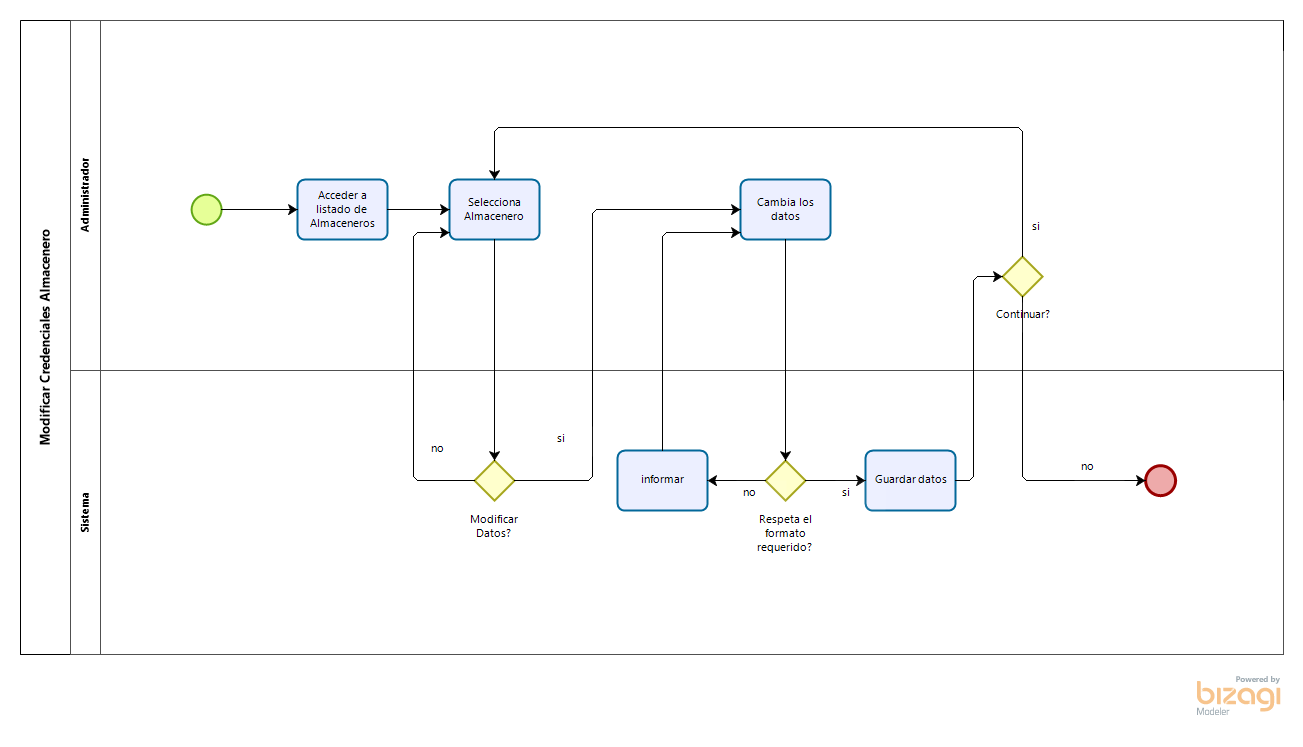 Modificar Credenciales Almacenero
Administrador
Acceder a
listado de
Almaceneros
Selecciona
Almacenero
Cambia los
datos
si
Continuar?
Sistema
no
si
Modificar
Datos?
informar
no
Respeta el
formato
requerido?
si
Guardar datos
no
Powered by
bizagi
Modeler